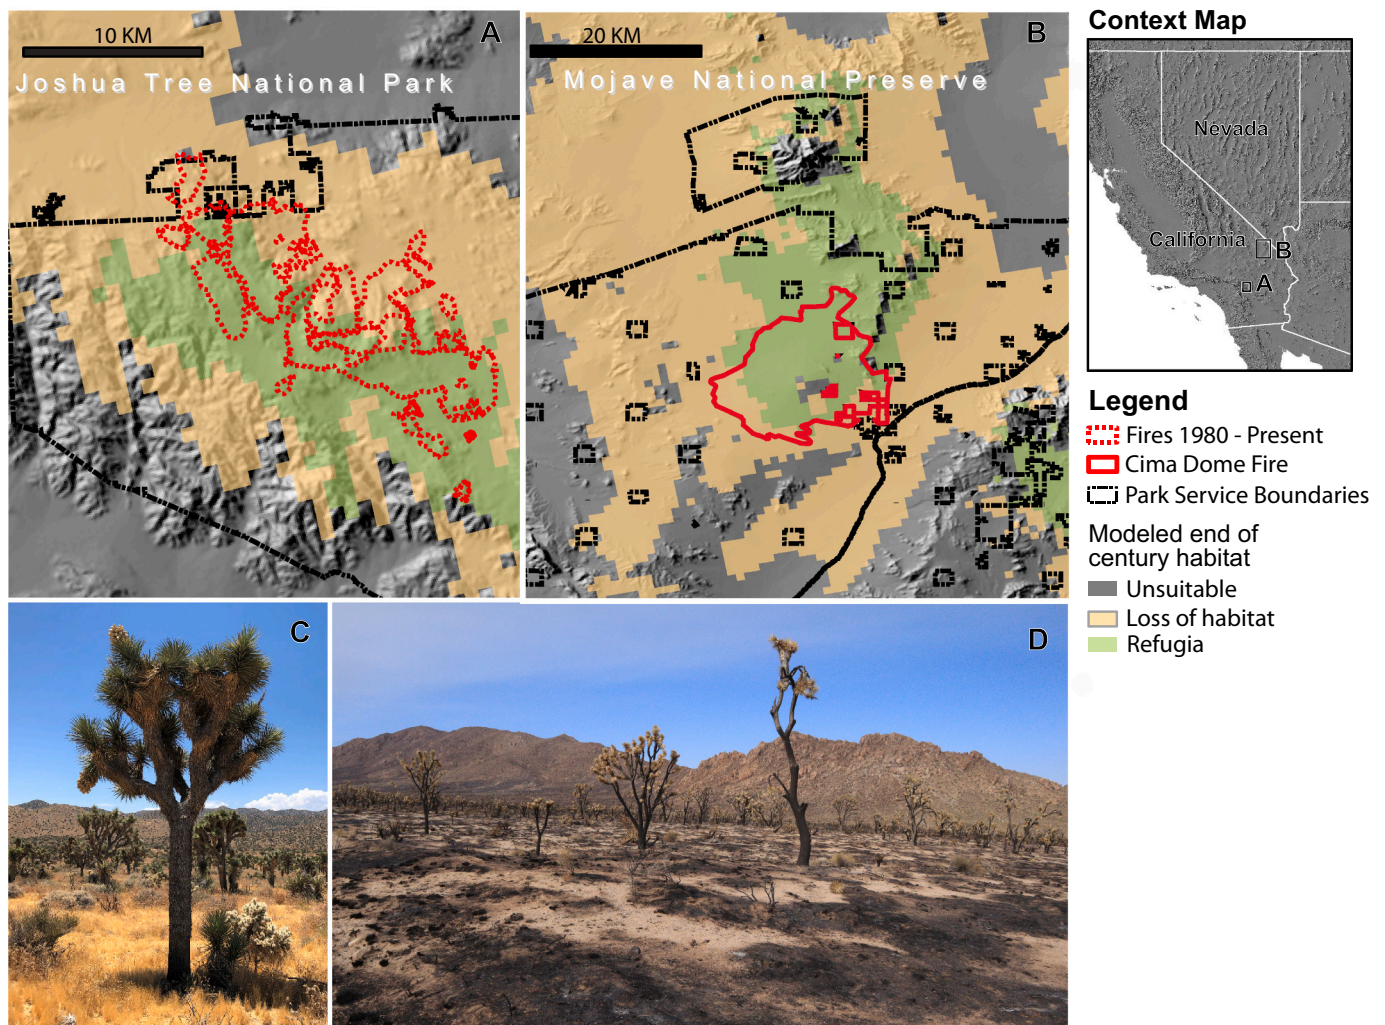 10 KM
A
Joshua Tree National Park
20 KM
B
Mojave National Preserve
Context Map
Nevada
California
B
A
Legend
Fires 1980 - Present
Cima Dome Fire
Park Service Boundaries
Modeled end of
century habitat
Unsuitable
Loss of habitat
Refugia
C
D